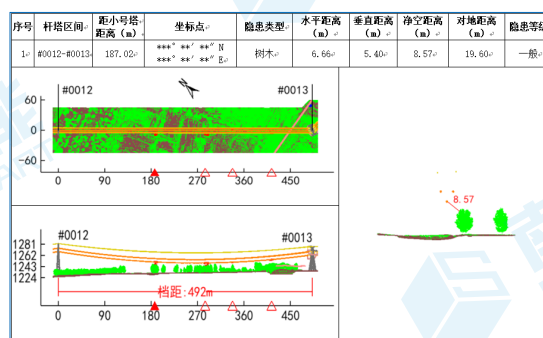 序号 杆塔区间 距小号塔距离（m） 坐标点 隐患类型 水平距离（m） 垂直距离（m） 净空距离（m） 对地距离（m） 隐患等级
1 #0012-#0013 187.02 ***° **′ **″ N ***° **′ **″ E 树木 6.66 5.40 8.57 19.60 一般
#0012 #0013
N
60
0
-60
0 90 180 270 360 450
#0012 #0013
1281
1262
1243
1224
档距:492m
0 90 180 270 360 450
8.57